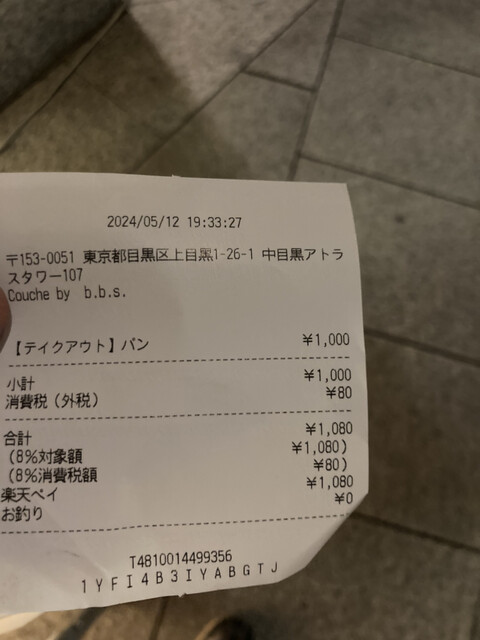 2024/05/12 19:33:27
〒153-0051 東京都目黒区上目黒1-26-1 中目黒アトラ
スタワー107
Couche by b.b.s.
【テイクアウト】パン ¥1,000
小計 ¥1,000
消費税(外税) ¥80
合計 ¥1,080
(8%対象額 ¥1,080)
(8%消費税額 ¥80)
楽天ペイ ¥1,080
お釣り ¥0
T4810014499356
1YFI4B3IYABGTJ